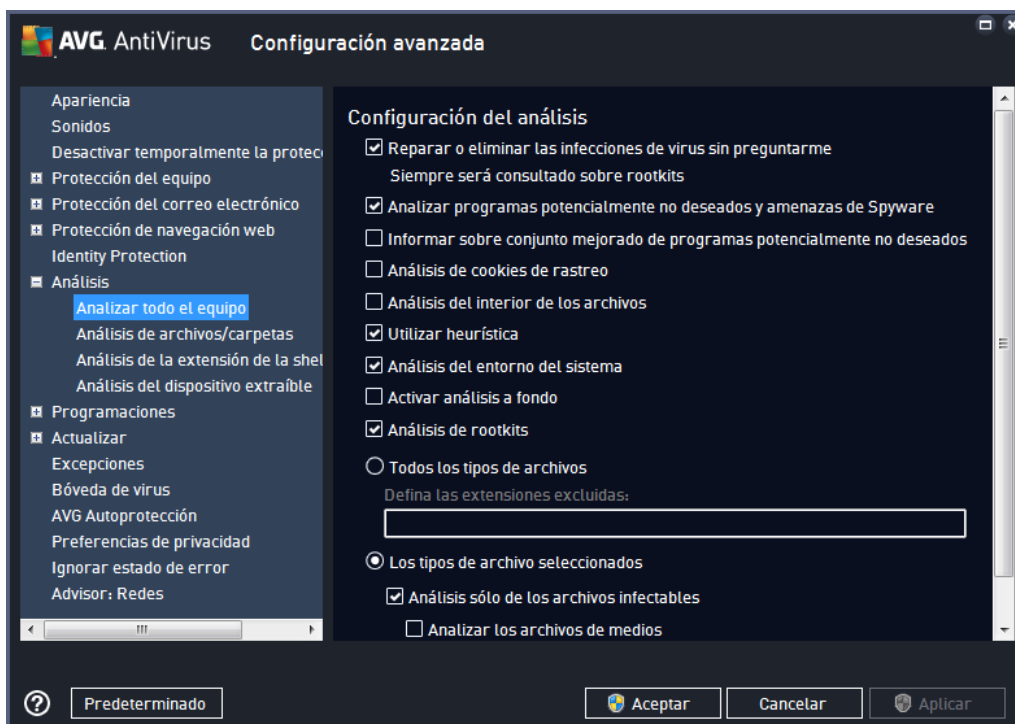 AVG. AntiVirus Configuración avanzada
Apariencia
Sonidos
Desactivar temporalmente la protec
Protección del equipo
Protección del correo electrónico
Protección de navegación web
Identity Protection
Análisis
Analizar todo el equipo
Análisis de archivos/carpetas
Análisis de la extensión de la shel
Análisis del dispositivo extraíble
Programaciones
Actualizar
Excepciones
Bóveda de virus
AVG Autoprotección
Preferencias de privacidad
Ignorar estado de error
Advisor: Redes
Configuración del análisis
Reparar o eliminar las infecciones de virus sin preguntarme
Siempre será consultado sobre rootkits
Analizar programas potencialmente no deseados y amenazas de Spyware
Informar sobre conjunto mejorado de programas potencialmente no deseados
Análisis de cookies de rastreo
Análisis del interior de los archivos
Utilizar heurística
Análisis del entorno del sistema
Activar análisis a fondo
Análisis de rootkits
Todos los tipos de archivos
Defina las extensiones excluidas:
Los tipos de archivo seleccionados
Análisis sólo de los archivos infectables
Analizar los archivos de medios
? Predeterminado Aceptar Cancelar Aplicar